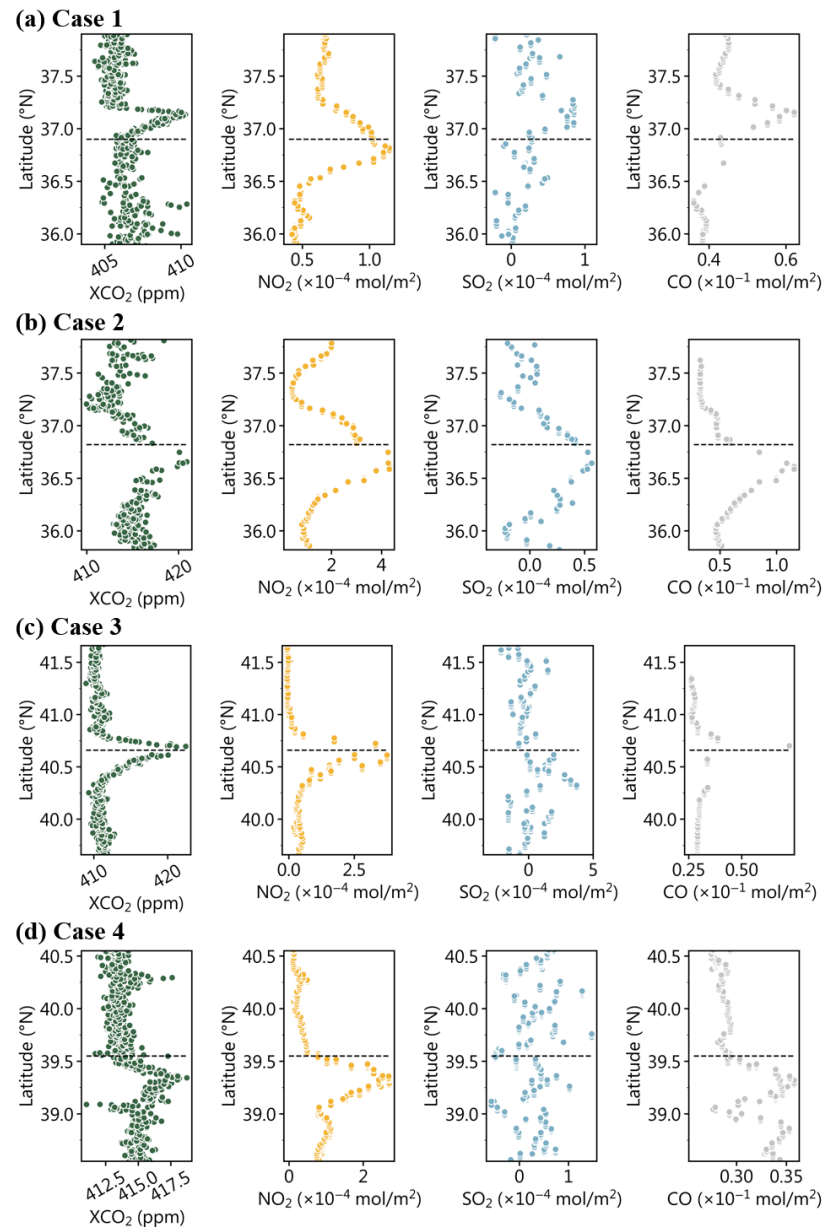 (a) Case 1
Latitude (°N) 37.5 37.0 36.5 36.0
Latitude (°N) 37.5 37.0 36.5 36.0
Latitude (°N) 37.5 37.0 36.5 36.0
Latitude (°N) 37.5 37.0 36.5 36.0
405 410
0.5 1.0
0 1
0.4 0.6
XCO₂ (ppm)
NO₂ (×10⁻⁴ mol/m²)
SO₂ (×10⁻⁴ mol/m²)
CO (×10⁻¹ mol/m²)
(b) Case 2
Latitude (°N) 37.5 37.0 36.5 36.0
Latitude (°N) 37.5 37.0 36.5 36.0
Latitude (°N) 37.5 37.0 36.5 36.0
Latitude (°N) 37.5 37.0 36.5 36.0
410 420
2 4
0.0 0.5
0.5 1.0
XCO₂ (ppm)
NO₂ (×10⁻⁴ mol/m²)
SO₂ (×10⁻⁴ mol/m²)
CO (×10⁻¹ mol/m²)
(c) Case 3
Latitude (°N) 41.5 41.0 40.5 40.0
Latitude (°N) 41.5 41.0 40.5 40.0
Latitude (°N) 41.5 41.0 40.5 40.0
Latitude (°N) 41.5 41.0 40.5 40.0
410 420
0.0 2.5
0 5
0.25 0.50
XCO₂ (ppm)
NO₂ (×10⁻⁴ mol/m²)
SO₂ (×10⁻⁴ mol/m²)
CO (×10⁻¹ mol/m²)
(d) Case 4
Latitude (°N) 40.5 40.0 39.5 39.0
Latitude (°N) 40.5 40.0 39.5 39.0
Latitude (°N) 40.5 40.0 39.5 39.0
Latitude (°N) 40.5 40.0 39.5 39.0
412.5 415.0 417.5
0 2
0 1
0.30 0.35
XCO₂ (ppm)
NO₂ (×10⁻⁴ mol/m²)
SO₂ (×10⁻⁴ mol/m²)
CO (×10⁻¹ mol/m²)